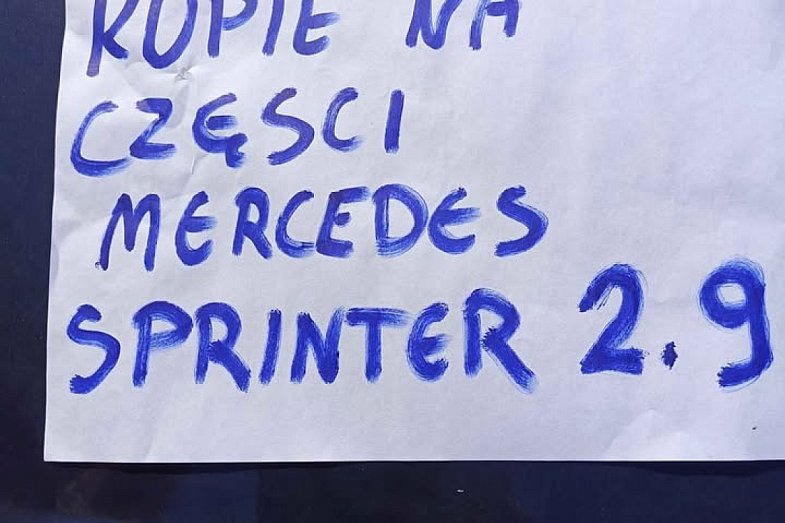 KUPIE NA
CZĘSCI
MERCEDES
SPRINTER 2.9